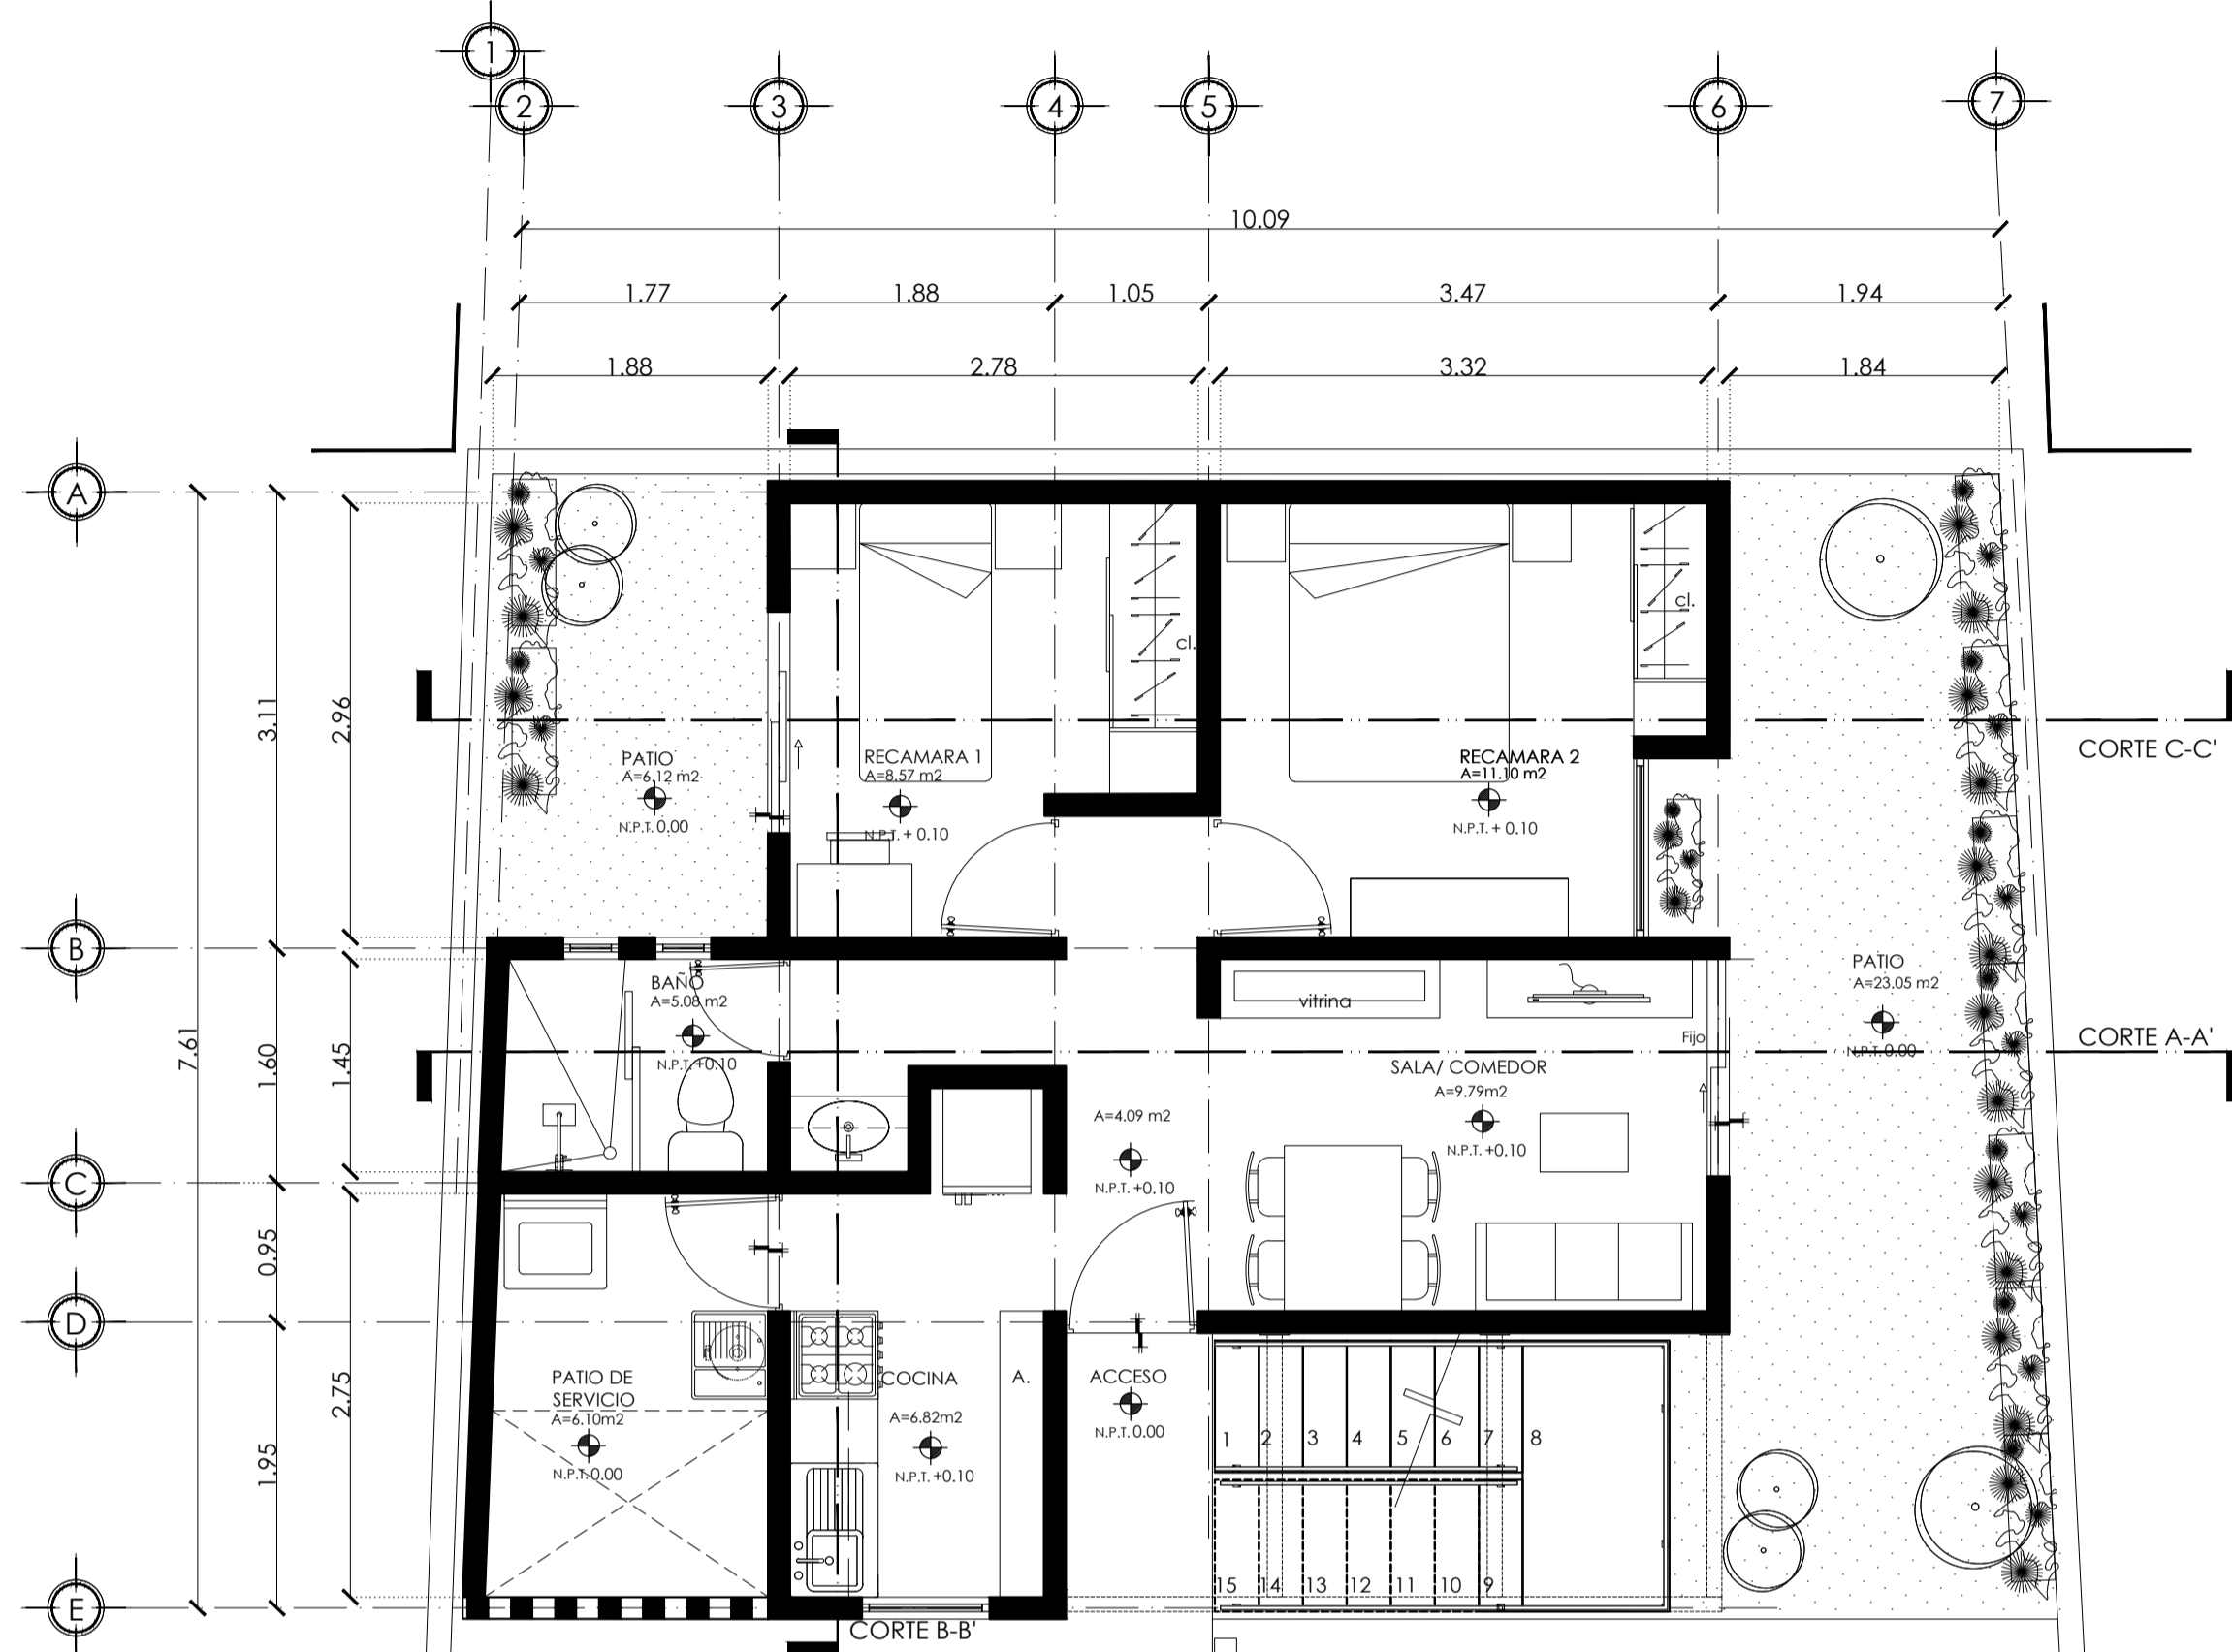 1
2
3
4
5
6
7
10.09
1.77
1.88
1.05
3.47
1.94
1.88
2.78
3.32
1.84
A
B
C
D
E
7.61
3.11
1.60
0.95
1.95
2.96
1.45
2.75
PATIO
A=6.12 m2
N.P.T. 0.00
RECAMARA 1
A=8.57 m2
N.P.T. + 0.10
cl.
RECAMARA 2
A=11.10 m2
N.P.T. + 0.10
cl.
CORTE C-C'
BAÑO
A=5.08 m2
N.P.T. +0.10
vitrina
Fijo
PATIO
A=23.05 m2
N.P.T. 0.00
CORTE A-A'
SALA/ COMEDOR
A=9.79m2
N.P.T. +0.10
A=4.09 m2
N.P.T. +0.10
PATIO DE
SERVICIO
A=6.10m2
N.P.T. 0.00
COCINA
A=6.82m2
N.P.T. +0.10
A.
ACCESO
N.P.T. 0.00
1 2 3 4 5 6 7 8
15 14 13 12 11 10 9
CORTE B-B'